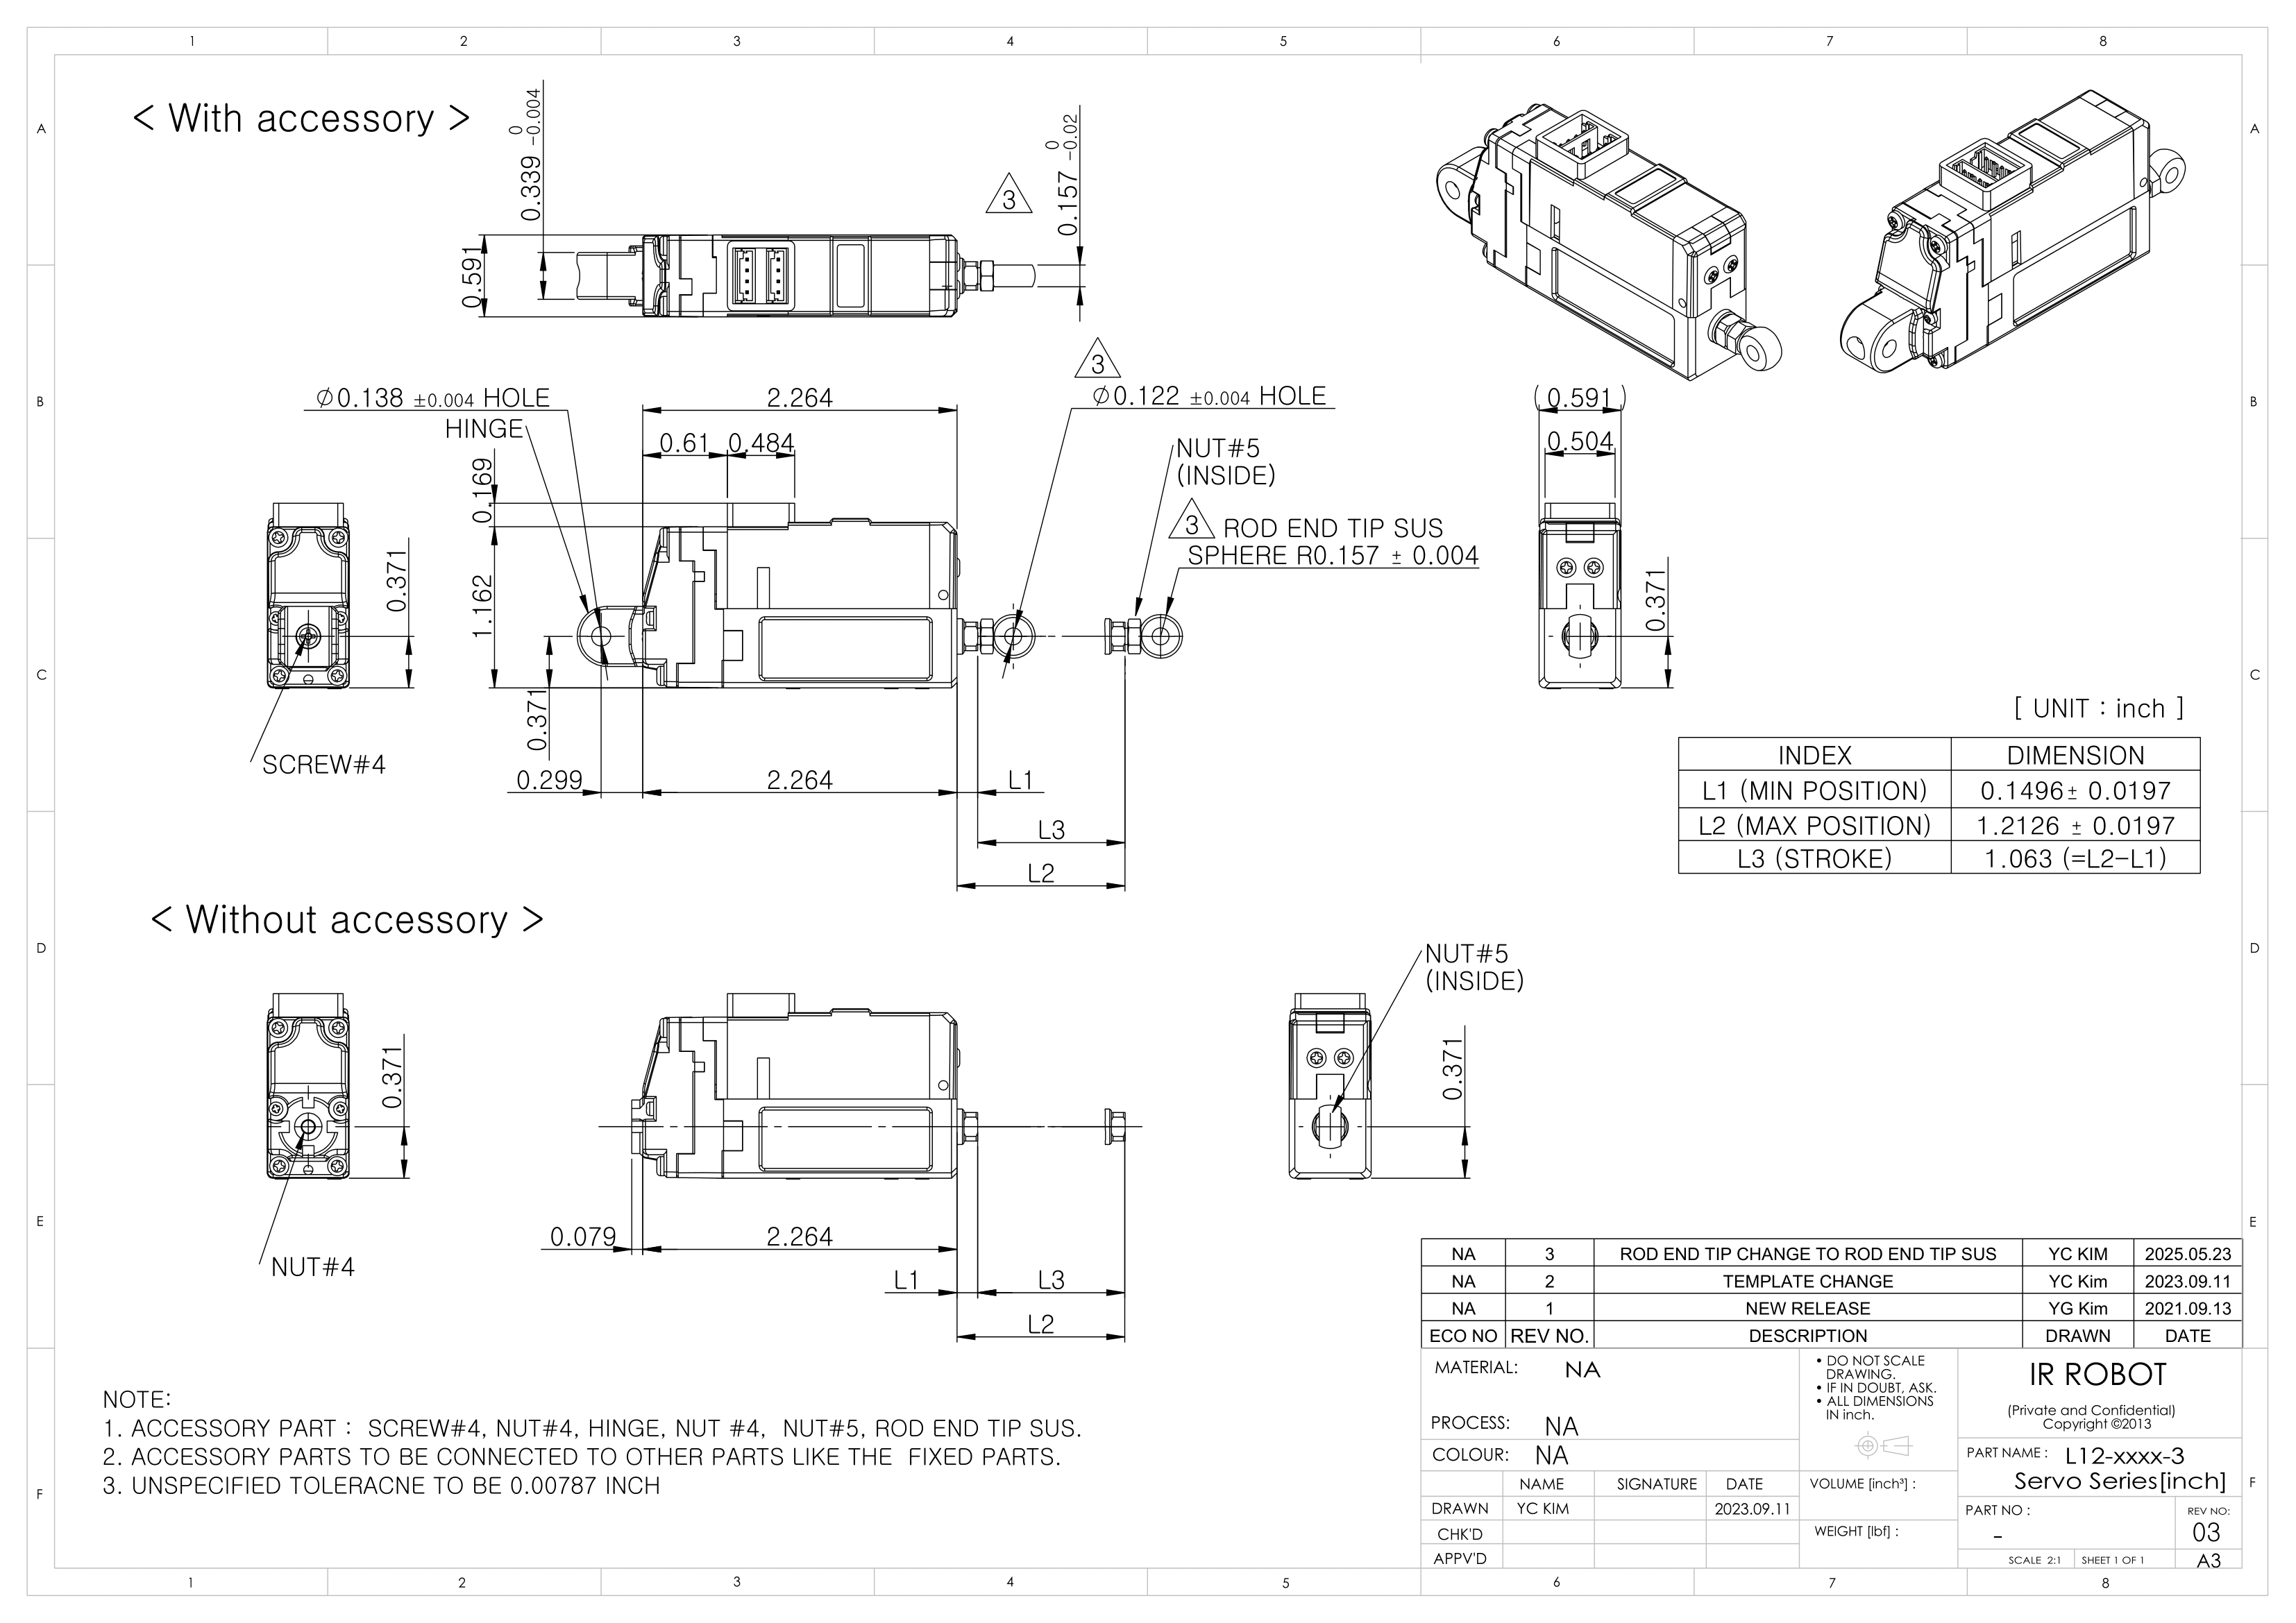 1 2 3 4 5 6 7 8
A A
B B
C C
D D
E E
F F
< With accessory >
0.339 0 -0.004
0.591
3
0.157 0 -0.02
Ø0.138 ±0.004 HOLE
HINGE
2.264
0.61 0.484
0.169
1.162
0.371
3
Ø0.122 ±0.004 HOLE
NUT#5
(INSIDE)
3 ROD END TIP SUS
SPHERE R0.157 ± 0.004
(0.591)
0.504
0.371
0.371
SCREW#4
0.299 2.264 L1
L3
L2
[ UNIT : inch ]
INDEX DIMENSION
L1 (MIN POSITION) 0.1496± 0.0197
L2 (MAX POSITION) 1.2126 ± 0.0197
L3 (STROKE) 1.063 (=L2-L1)
< Without accessory >
0.371
NUT#4
0.079 2.264
L1 L3
L2
NUT#5
(INSIDE)
0.371
NOTE:
1. ACCESSORY PART : SCREW#4, NUT#4, HINGE, NUT #4, NUT#5, ROD END TIP SUS.
2. ACCESSORY PARTS TO BE CONNECTED TO OTHER PARTS LIKE THE FIXED PARTS.
3. UNSPECIFIED TOLERACNE TO BE 0.00787 INCH
NA 3 ROD END TIP CHANGE TO ROD END TIP SUS YC KIM 2025.05.23
NA 2 TEMPLATE CHANGE YC Kim 2023.09.11
NA 1 NEW RELEASE YG Kim 2021.09.13
ECO NO REV NO. DESCRIPTION DRAWN DATE
MATERIAL: NA
PROCESS: NA
COLOUR: NA
• DO NOT SCALE
DRAWING.
• IF IN DOUBT, ASK.
• ALL DIMENSIONS
IN inch.
IR ROBOT
(Private and Confidential)
Copyright ©2013
PART NAME : L12-xxxx-3
Servo Series[inch]
NAME SIGNATURE DATE
DRAWN YC KIM 2023.09.11
CHK'D
APPV'D
VOLUME [inch³] :
WEIGHT [lbf] :
PART NO :
-
REV NO:
03
SCALE 2:1 SHEET 1 OF 1 A3
1 2 3 4 5 6 7 8